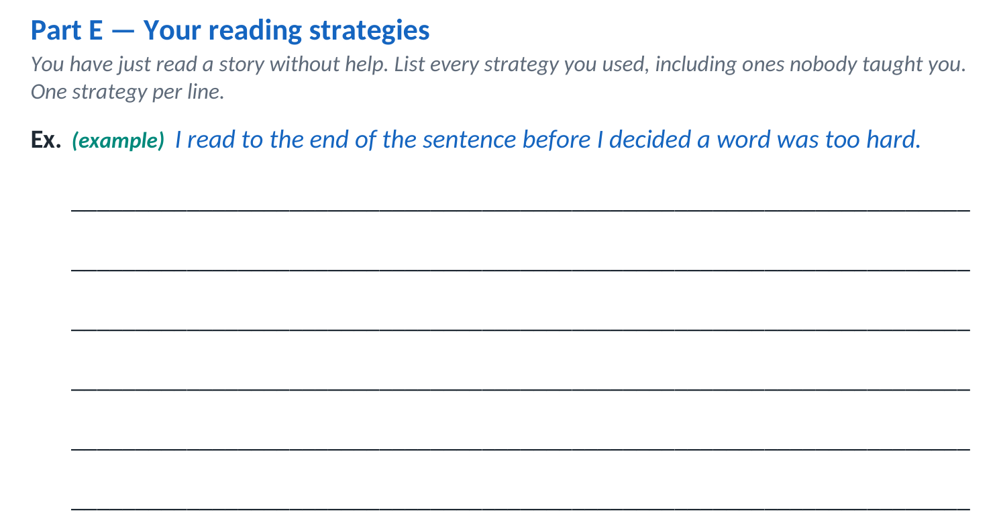 Part E — Your reading strategies
You have just read a story without help. List every strategy you used, including ones nobody taught you.
One strategy per line.
Ex. (example) I read to the end of the sentence before I decided a word was too hard.